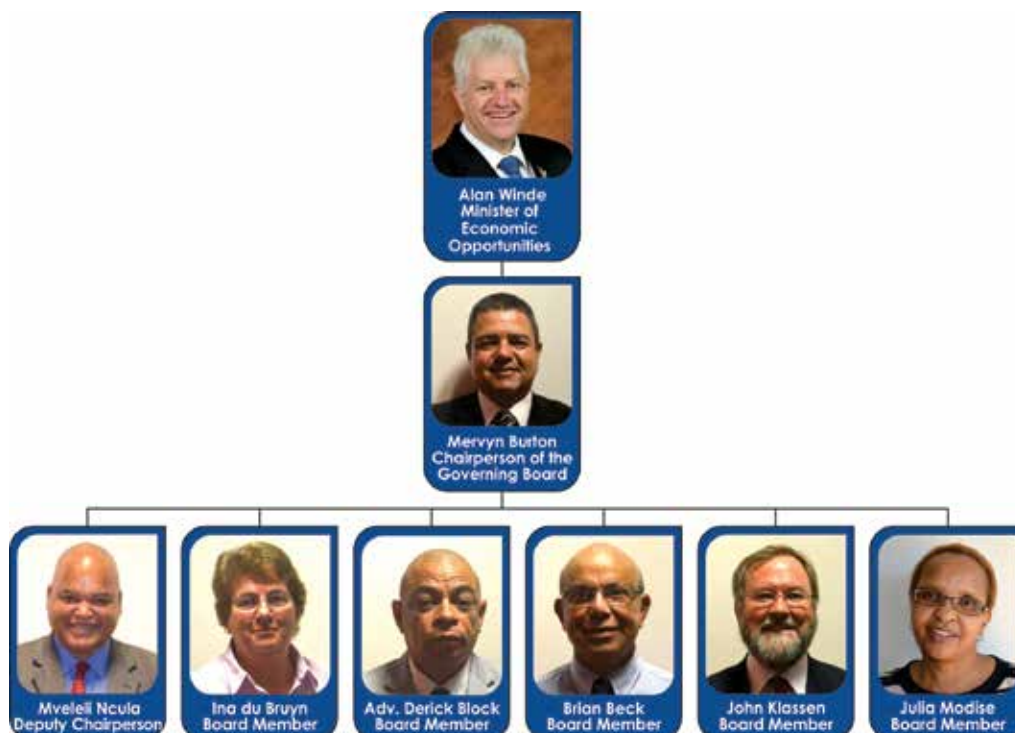 Alan Winde
Minister of
Economic
Opportunities
Mervyn Burton
Chairperson of the
Governing Board
Mveleli Ncula
Deputy Chairperson
Ina du Bruyn
Board Member
Adv. Derick Block
Board Member
Brian Beck
Board Member
John Klassen
Board Member
Julia Modise
Board Member